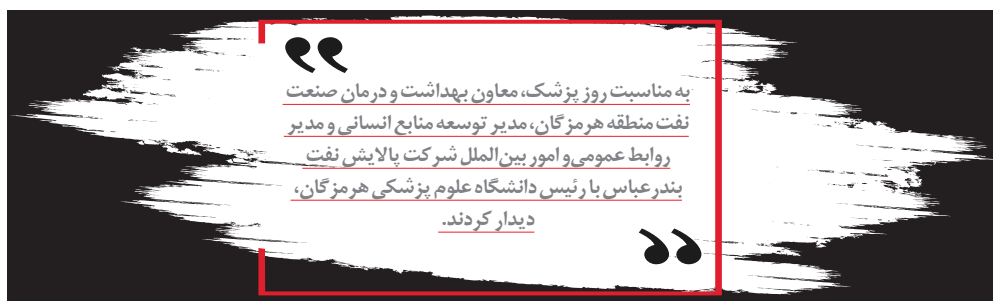 به مناسبت روز پزشک، معاون بهداشت و درمان صنعت
نفت منطقه هرمزگان، مدیر توسعه منابع انسانی و مدیر
روابط عمومی و امور بین‌الملل شرکت پالایش نفت
بندرعباس با رئیس دانشگاه علوم پزشکی هرمزگان،
دیدار کردند.